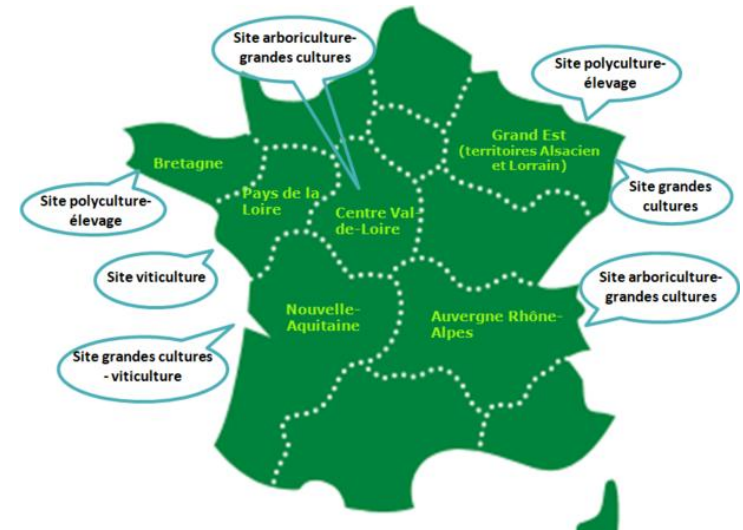 Site arboriculture-
grandes cultures
Site polyculture-
élevage
Grand Est
(territoires Alsacien
et Lorrain)
Bretagne
Site grandes
cultures
Site polyculture-
élevage
Pays de la
Loire
Centre Val
de-Loire
Site viticulture
Site arboriculture-
grandes cultures
Nouvelle-
Aquitaine
Auvergne Rhône-
Alpes
Site grandes cultures
- viticulture